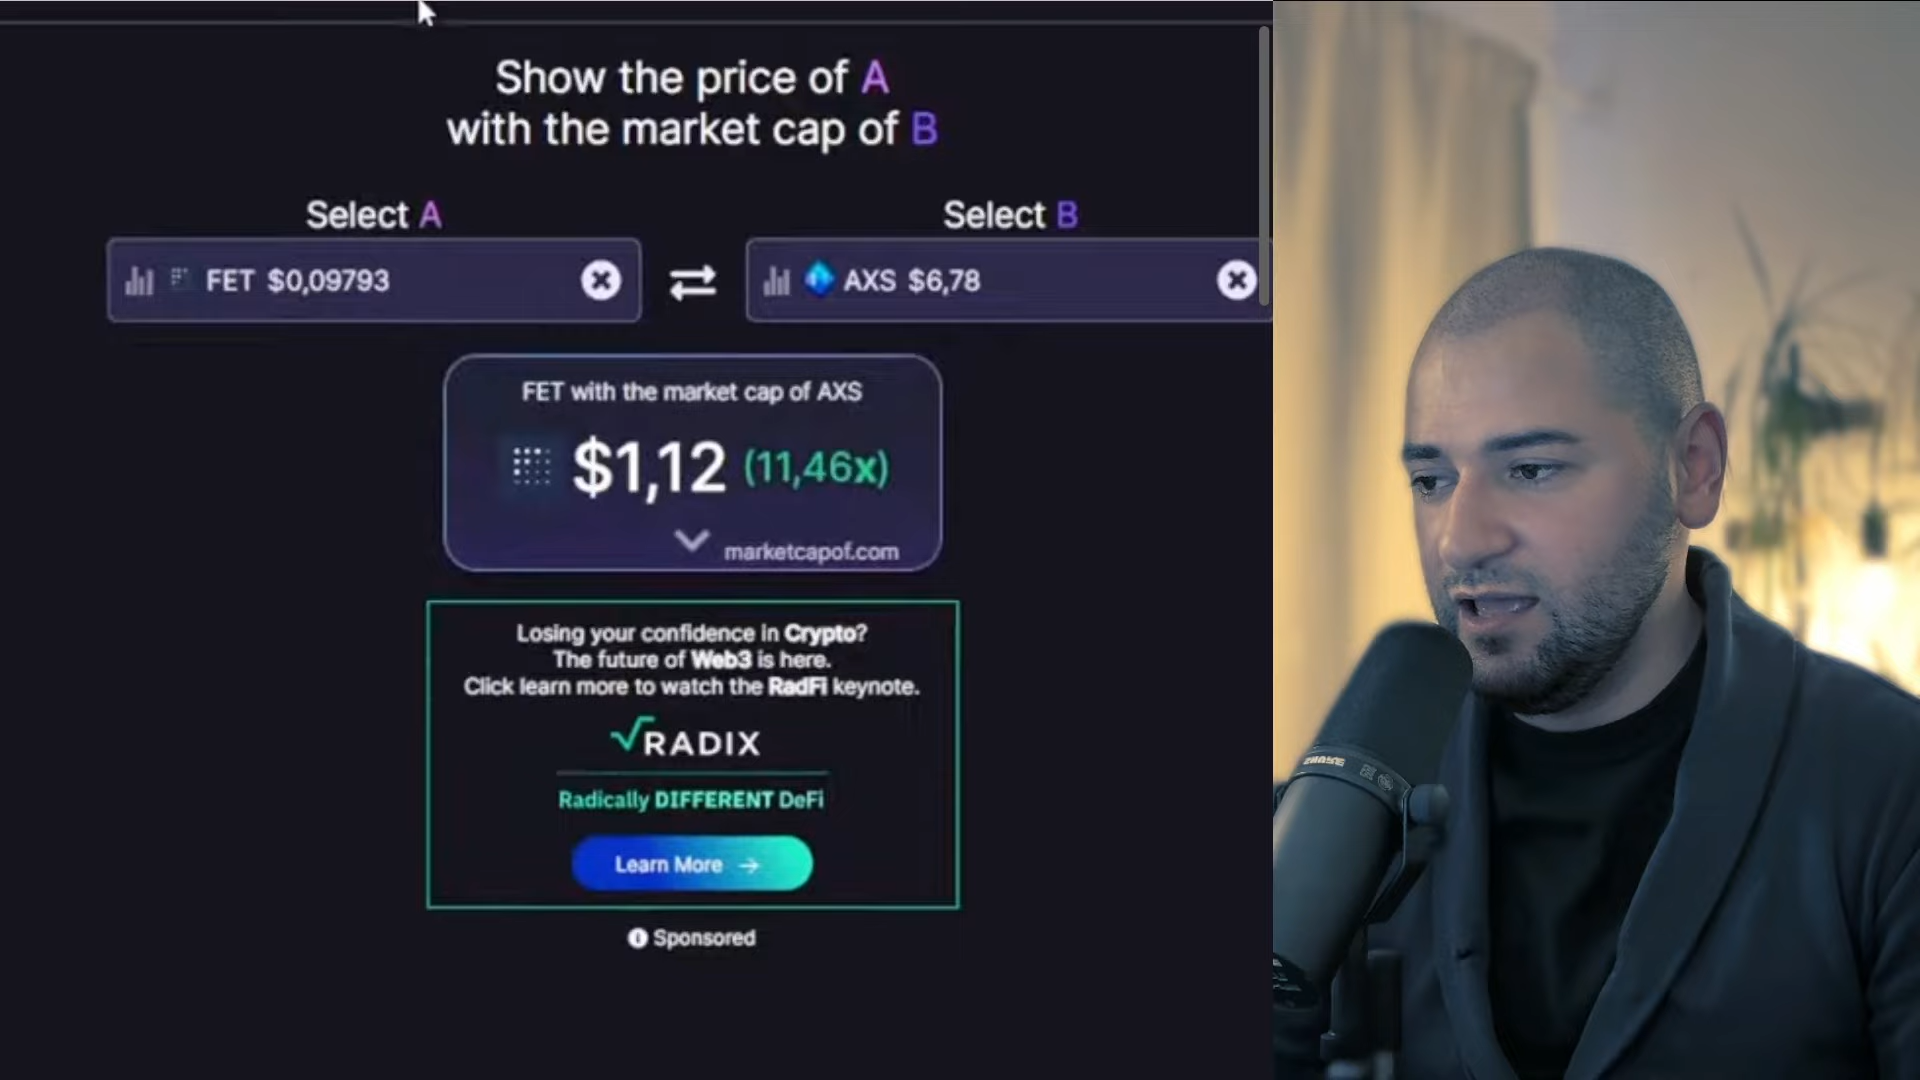 Show the price of A
with the market cap of B
Select A
Select B
FET $0,09793
AXS $6,78
FET with the market cap of AXS
$1,12 (11,46x)
marketcapof.com
Losing your confidence in Crypto?
The future of Web3 is here.
Click learn more to watch the RadFi keynote.
RADIX
Radically DIFFERENT DeFi
Learn More →
Sponsored